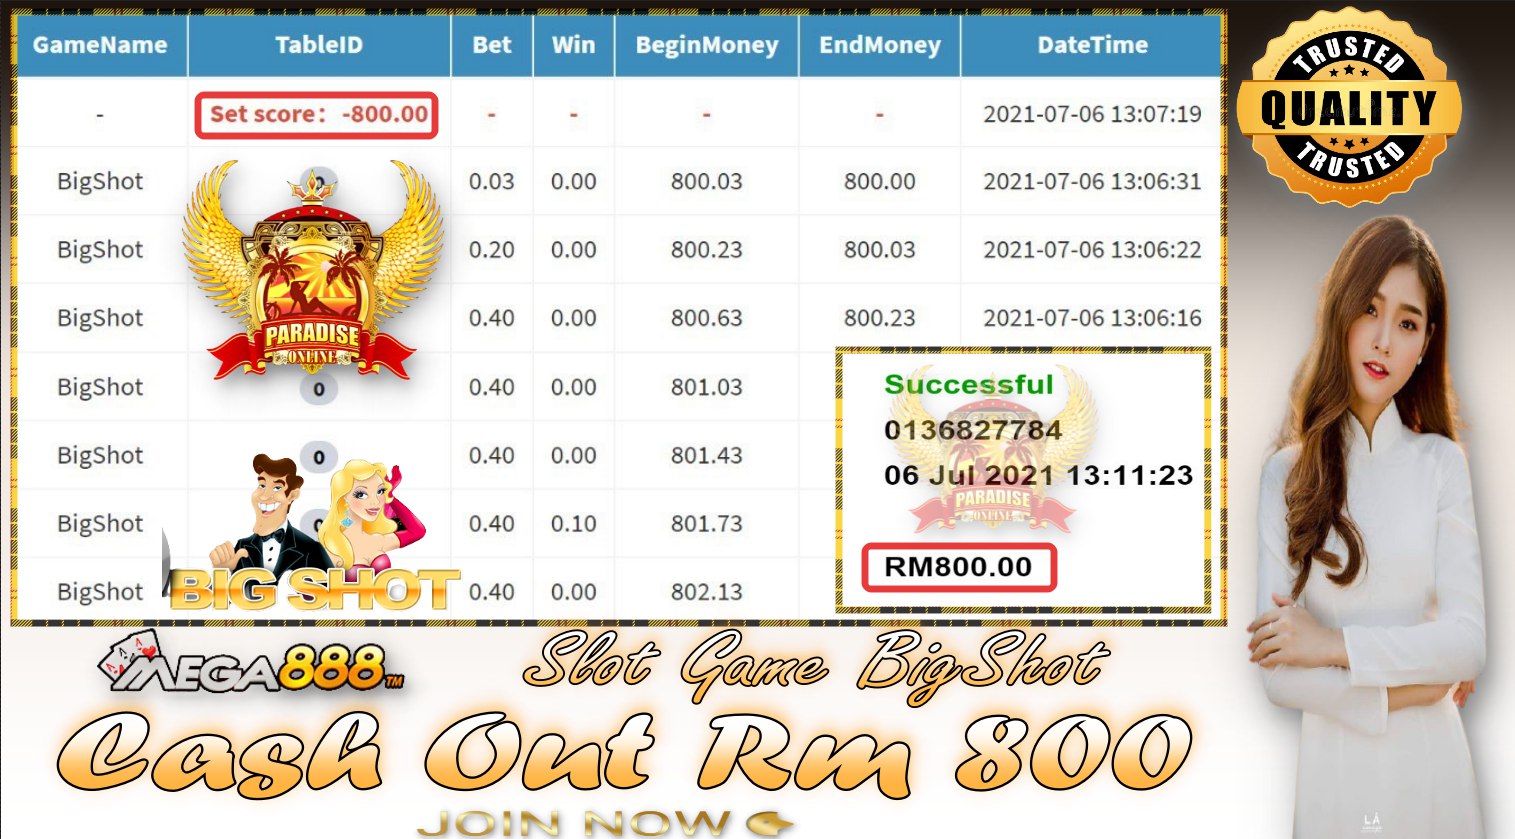 GameName TableID Bet Win BeginMoney EndMoney DateTime
- Set score: -800.00 - - - - 2021-07-06 13:07:19
BigShot 0.03 0.00 800.03 800.00 2021-07-06 13:06:31
BigShot 0.20 0.00 800.23 800.03 2021-07-06 13:06:22
BigShot 0.40 0.00 800.63 800.23 2021-07-06 13:06:16
BigShot 0 0.40 0.00 801.03
BigShot 0 0.40 0.00 801.43
BigShot 0.40 0.10 801.73
BigShot 0.40 0.00 802.13
PARADISE
ONLINE
BIG SHOT
Successful
0136827784
06 Jul 2021 13:11:23
PARADISE
ONLINE
RM800.00
TRUSTED
QUALITY
TRUSTED
MEGA888 TM
Slot Game BigShot
Cash Out Rm 800
JOIN NOW
LÁ